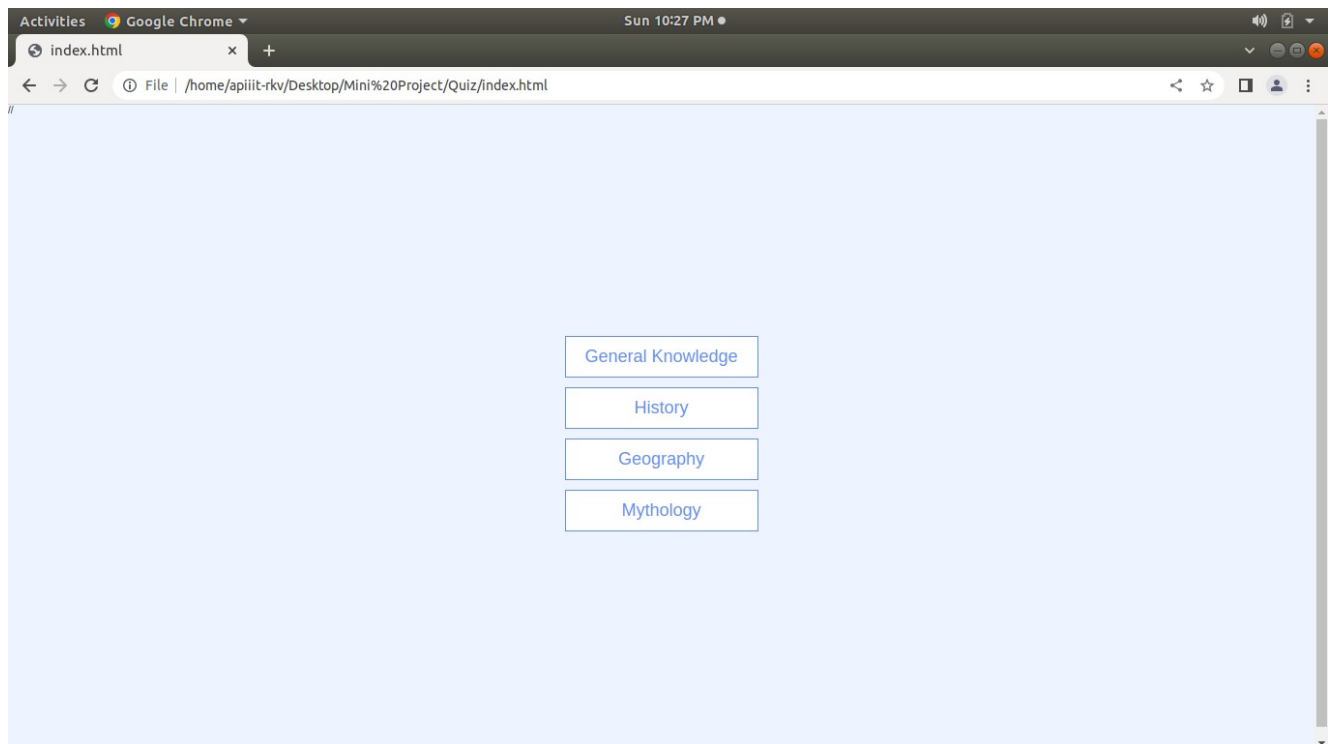 Activities Google Chrome Sun 10:27 PM
index.html
File /home/apiiit-rkv/Desktop/Mini%20Project/Quiz/index.html
//
General Knowledge
History
Geography
Mythology